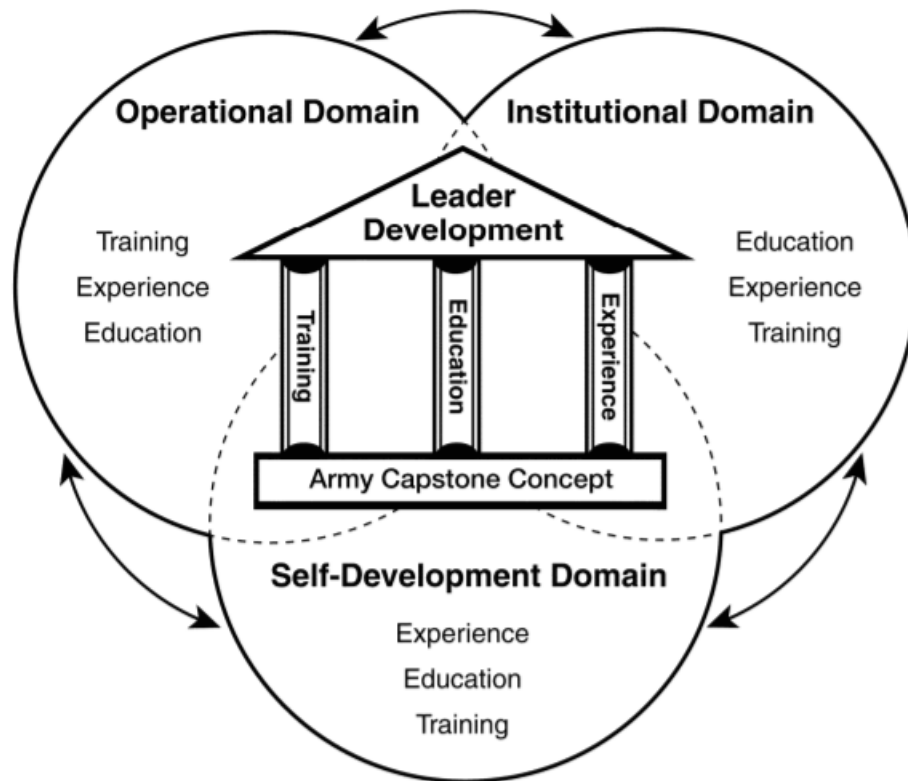 Operational Domain
Institutional Domain
Leader
Development
Training
Experience
Education
Education
Experience
Training
Training
Education
Experience
Army Capstone Concept
Self-Development Domain
Experience
Education
Training